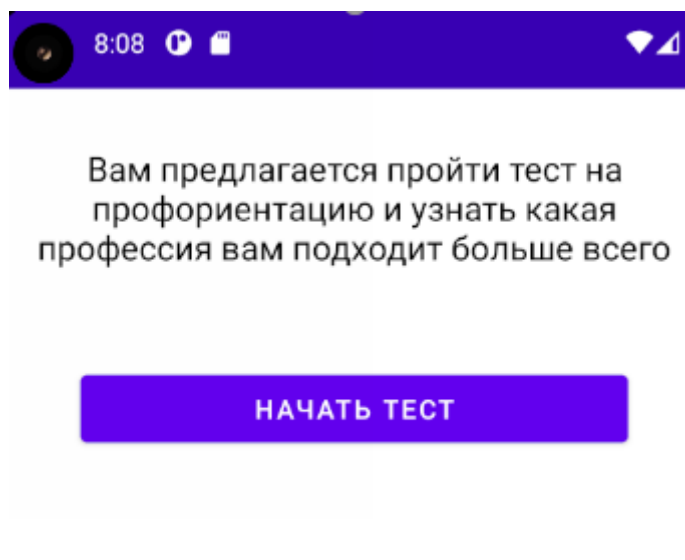 8:08
Вам предлагается пройти тест на
профориентацию и узнать какая
профессия вам подходит больше всего
НАЧАТЬ ТЕСТ